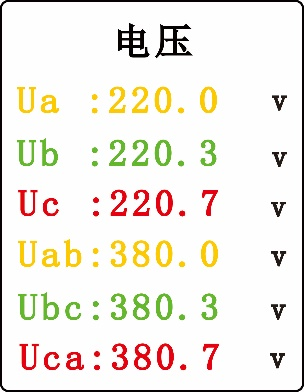 电压
Ua :220.0 v
Ub :220.3 v
Uc :220.7 v
Uab:380.0 v
Ubc:380.3 v
Uca:380.7 v